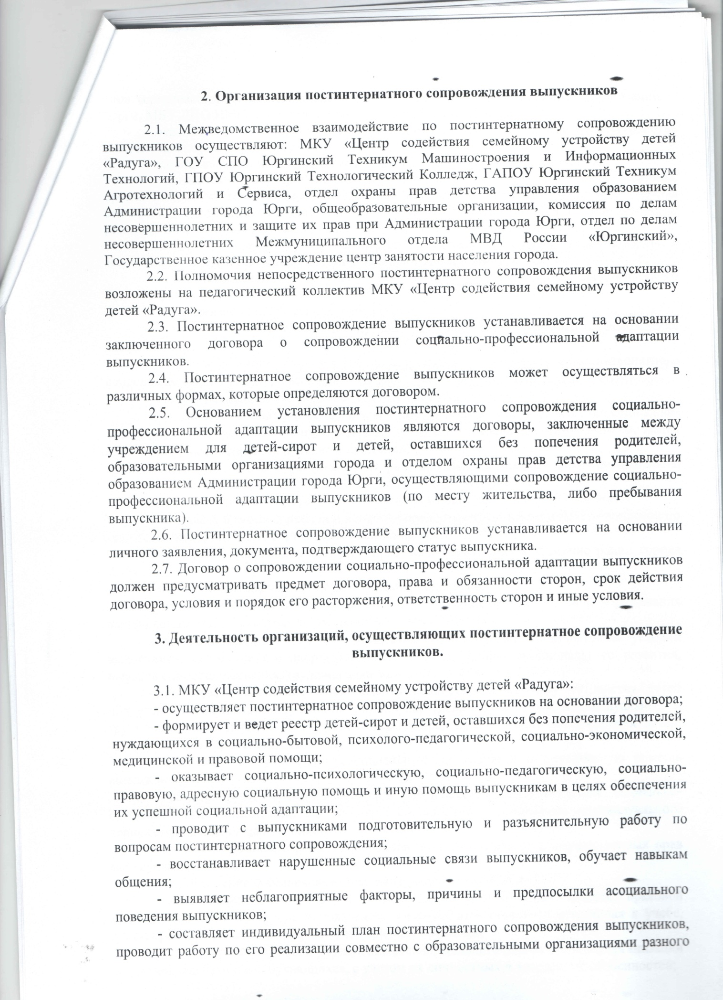 2. Организация постинтернатного сопровождения выпускников
2.1. Межведомственное взаимодействие по постинтернатному сопровождению
выпускников осуществляют: МКУ «Центр содействия семейному устройству детей
«Радуга», ГОУ СПО Юргинский Техникум Машиностроения и Информационных
Технологий, ГПОУ Юргинский Технологический Колледж, ГАПОУ Юргинский Техникум
Агротехнологий и Сервиса, отдел охраны прав детства управления образованием
Администрации города Юрги, общеобразовательные организации, комиссия по делам
несовершеннолетних и защите их прав при Администрации города Юрги, отдел по делам
несовершеннолетних Межмуниципального отдела МВД России «Юргинский»,
Государственное казенное учреждение центр занятости населения города.
2.2. Полномочия непосредственного постинтернатного сопровождения выпускников
возложены на педагогический коллектив МКУ «Центр содействия семейному устройству
детей «Радуга».
2.3. Постинтернатное сопровождение выпускников устанавливается на основании
заключенного договора о сопровождении социально-профессиональной адаптации
выпускников.
2.4. Постинтернатное сопровождение выпускников может осуществляться в
различных формах, которые определяются договором.
2.5. Основанием установления постинтернатного сопровождения социально-
профессиональной адаптации выпускников являются договоры, заключенные между
учреждением для детей-сирот и детей, оставшихся без попечения родителей,
образовательными организациями города и отделом охраны прав детства управления
образованием Администрации города Юрги, осуществляющими сопровождение социально-
профессиональной адаптации выпускников (по месту жительства, либо пребывания
выпускника).
2.6. Постинтернатное сопровождение выпускников устанавливается на основании
личного заявления, документа, подтверждающего статус выпускника.
2.7. Договор о сопровождении социально-профессиональной адаптации выпускников
должен предусматривать предмет договора, права и обязанности сторон, срок действия
договора, условия и порядок его расторжения, ответственность сторон и иные условия.
3. Деятельность организаций, осуществляющих постинтернатное сопровождение
выпускников.
3.1. МКУ «Центр содействия семейному устройству детей «Радуга»:
- осуществляет постинтернатное сопровождение выпускников на основании договора;
- формирует и ведет реестр детей-сирот и детей, оставшихся без попечения родителей,
нуждающихся в социально-бытовой, психолого-педагогической, социально-экономической,
медицинской и правовой помощи;
- оказывает социально-психологическую, социально-педагогическую, социально-
правовую, адресную социальную помощь и иную помощь выпускникам в целях обеспечения
их успешной социальной адаптации;
- проводит с выпускниками подготовительную и разъяснительную работу по
вопросам постинтернатного сопровождения;
- восстанавливает нарушенные социальные связи выпускников, обучает навыкам
общения;
- выявляет неблагоприятные факторы, причины и предпосылки асоциального
поведения выпускников;
- составляет индивидуальный план постинтернатного сопровождения выпускников,
проводит работу по его реализации совместно с образовательными организациями разного